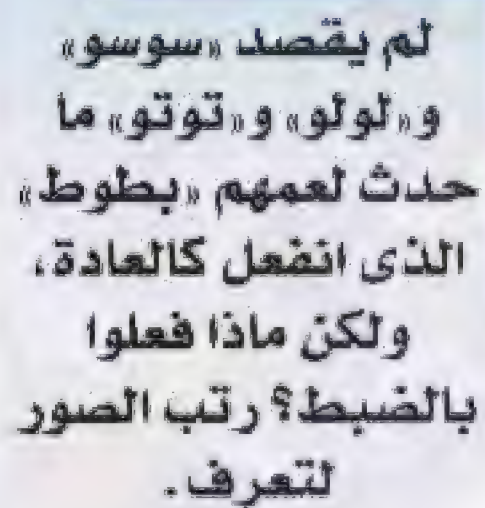 لم يقصد «سوسو»
و«لولو» و«توتو» ما
حدث لعمهم «بطوط»
الذى انفعل كالعادة،
ولكن ماذا فعلوا
بالضبط؟ رتب الصور
لتعرف.